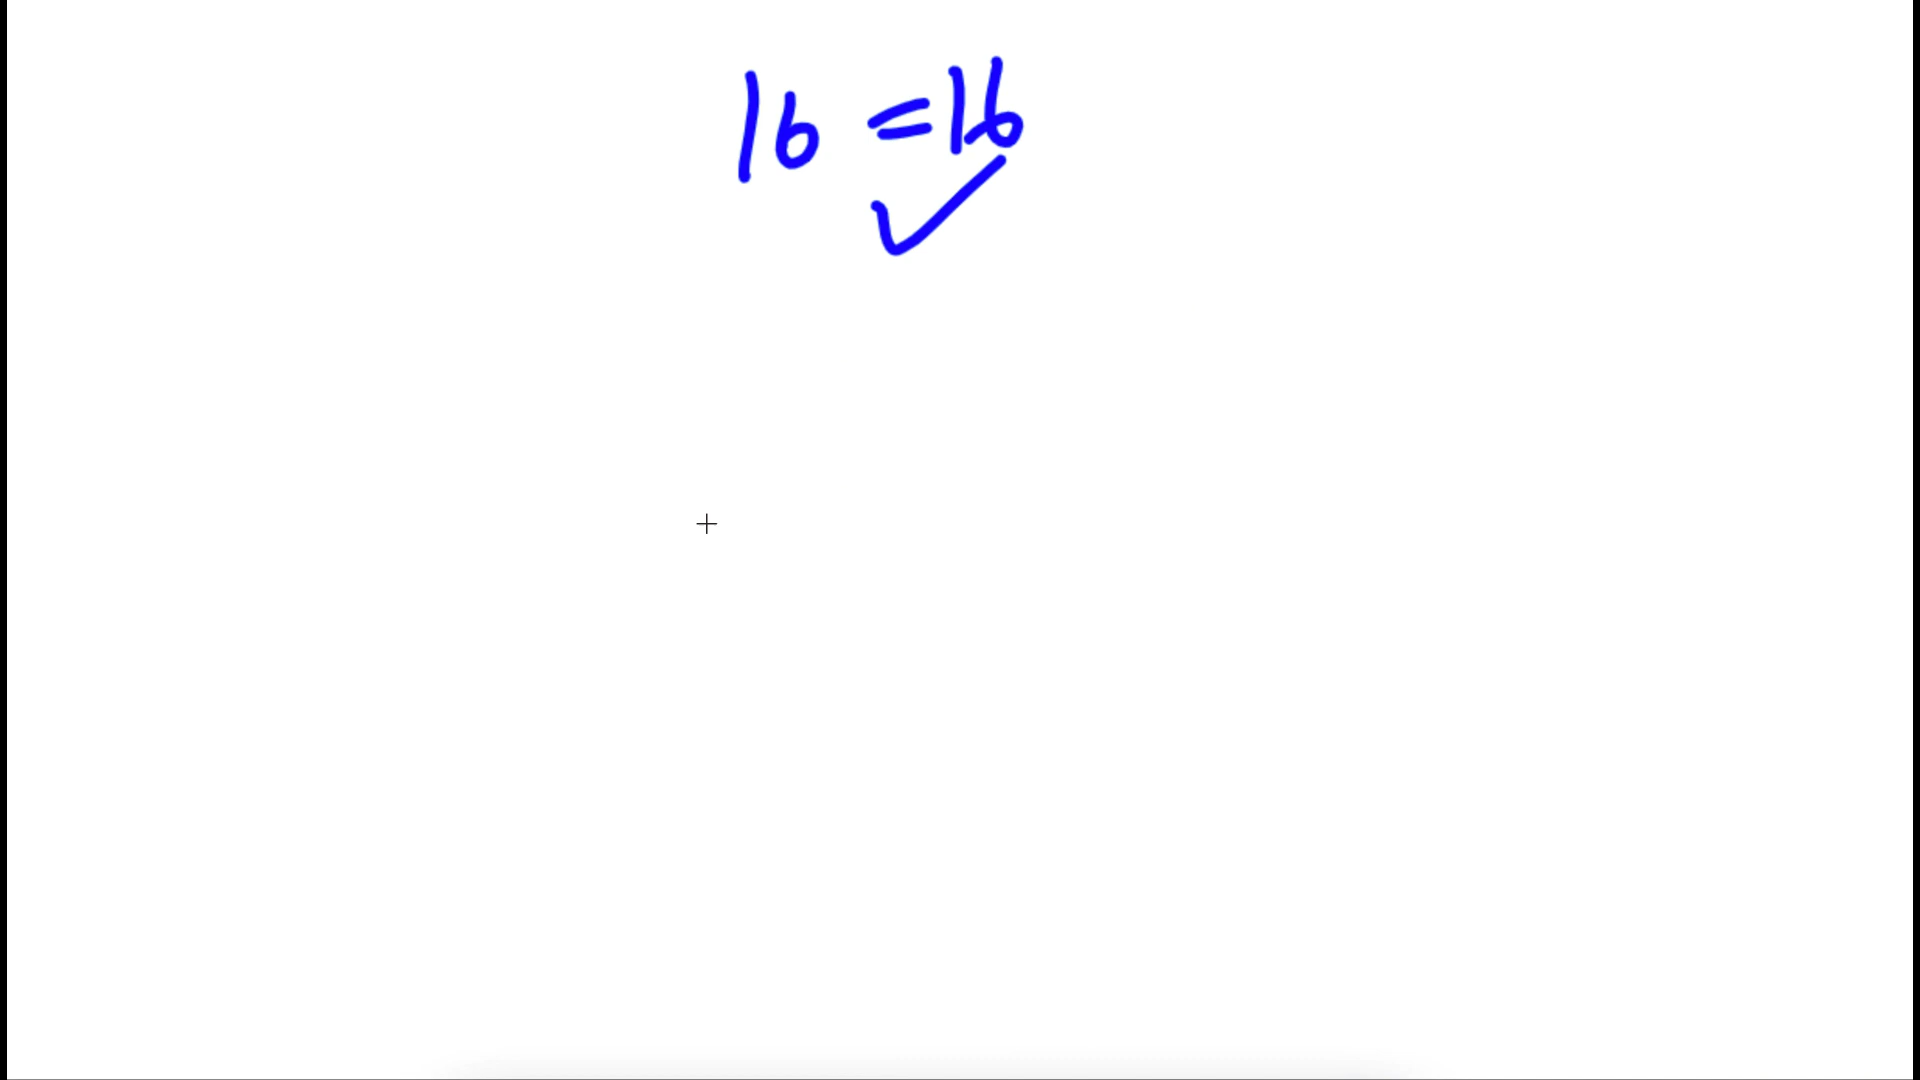 16 = 16
✓